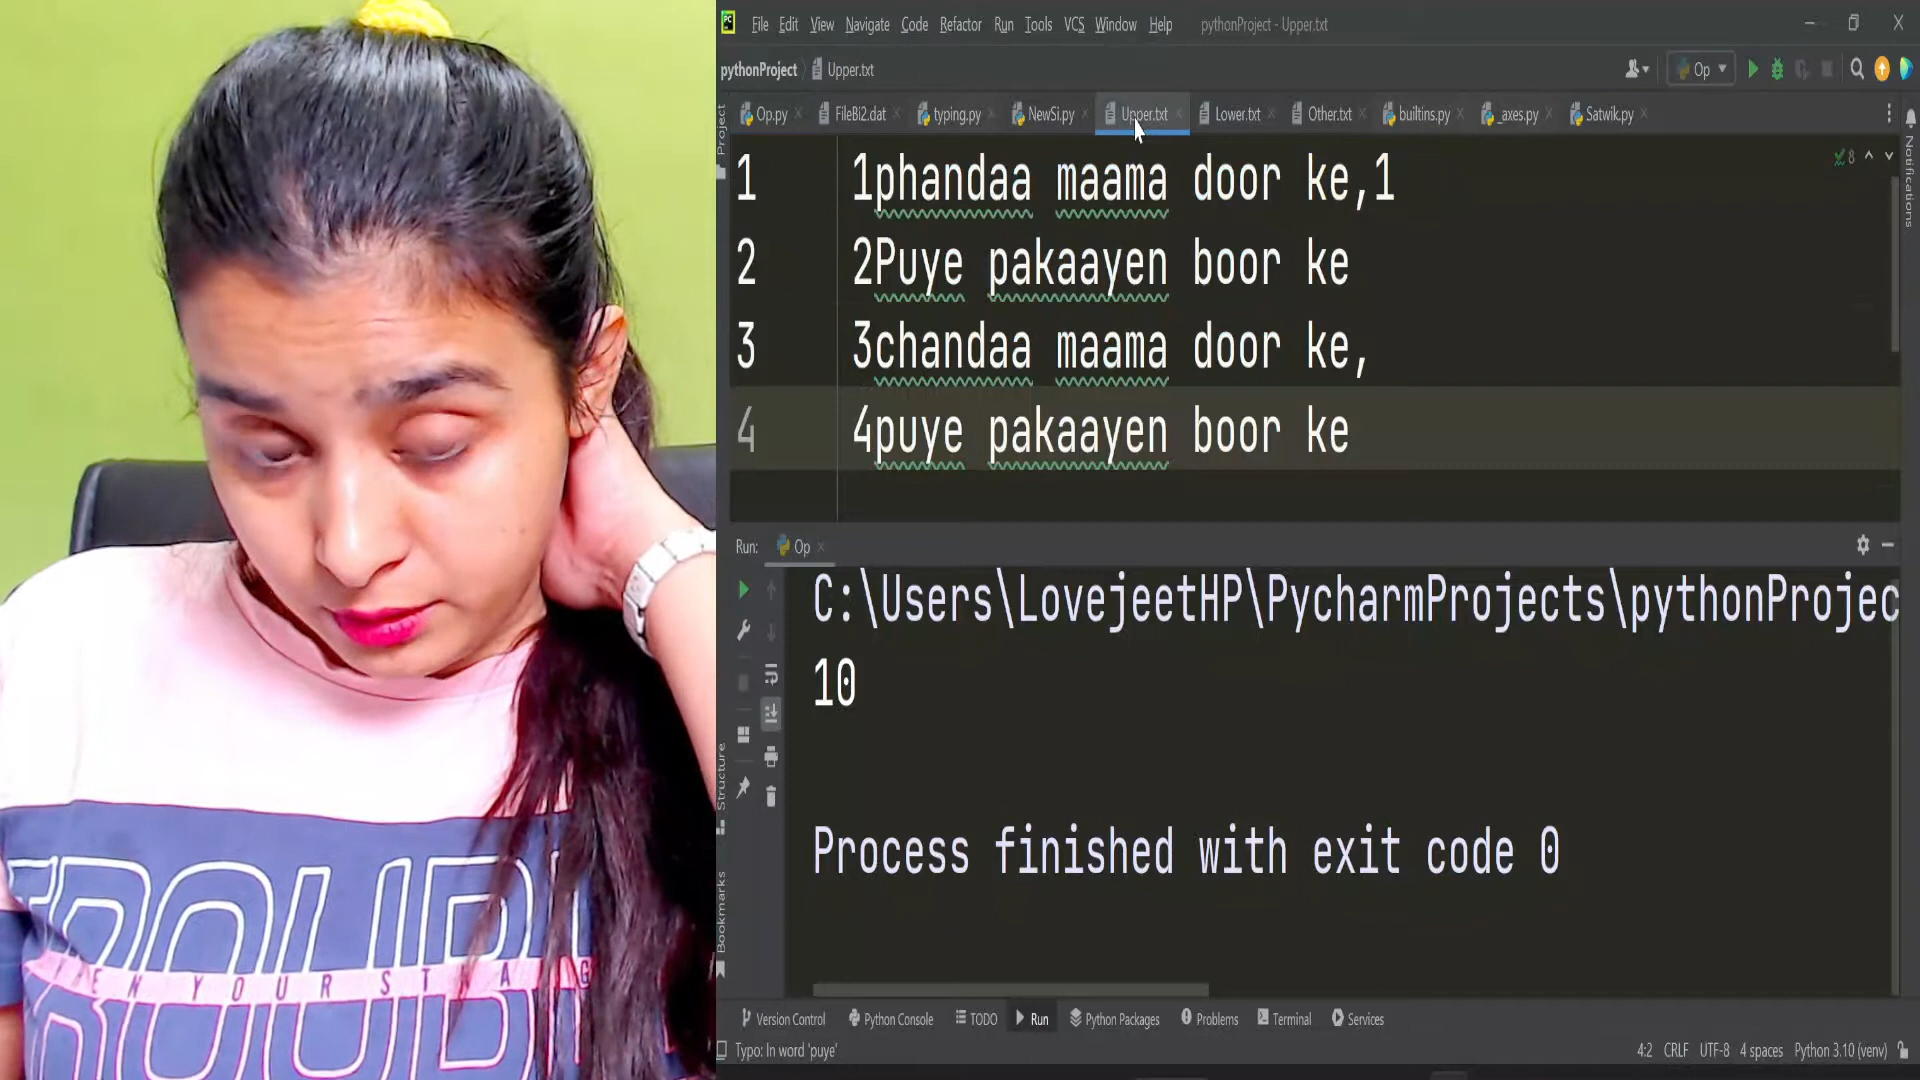 File Edit View Navigate Code Refactor Run Tools VCS Window Help pythonProject - Upper.txt
pythonProject Upper.txt Op
Op.py FileBi2.dat typing.py NewSi.py Upper.txt Lower.txt Other.txt builtins.py _axes.py Satwik.py
Project
Notifications
1 1phandaa maama door ke,1
8
2 2Puye pakaayen boor ke
3 3chandaa maama door ke,
4 4puye pakaayen boor ke
Run: Op
C:\Users\LovejeetHP\PycharmProjects\pythonProjec
10
Process finished with exit code 0
Structure
Bookmarks
Version Control Python Console TODO Run Python Packages Problems Terminal Services
Typo: In word 'puye' 4:2 CRLF UTF-8 4 spaces Python 3.10 (venv)